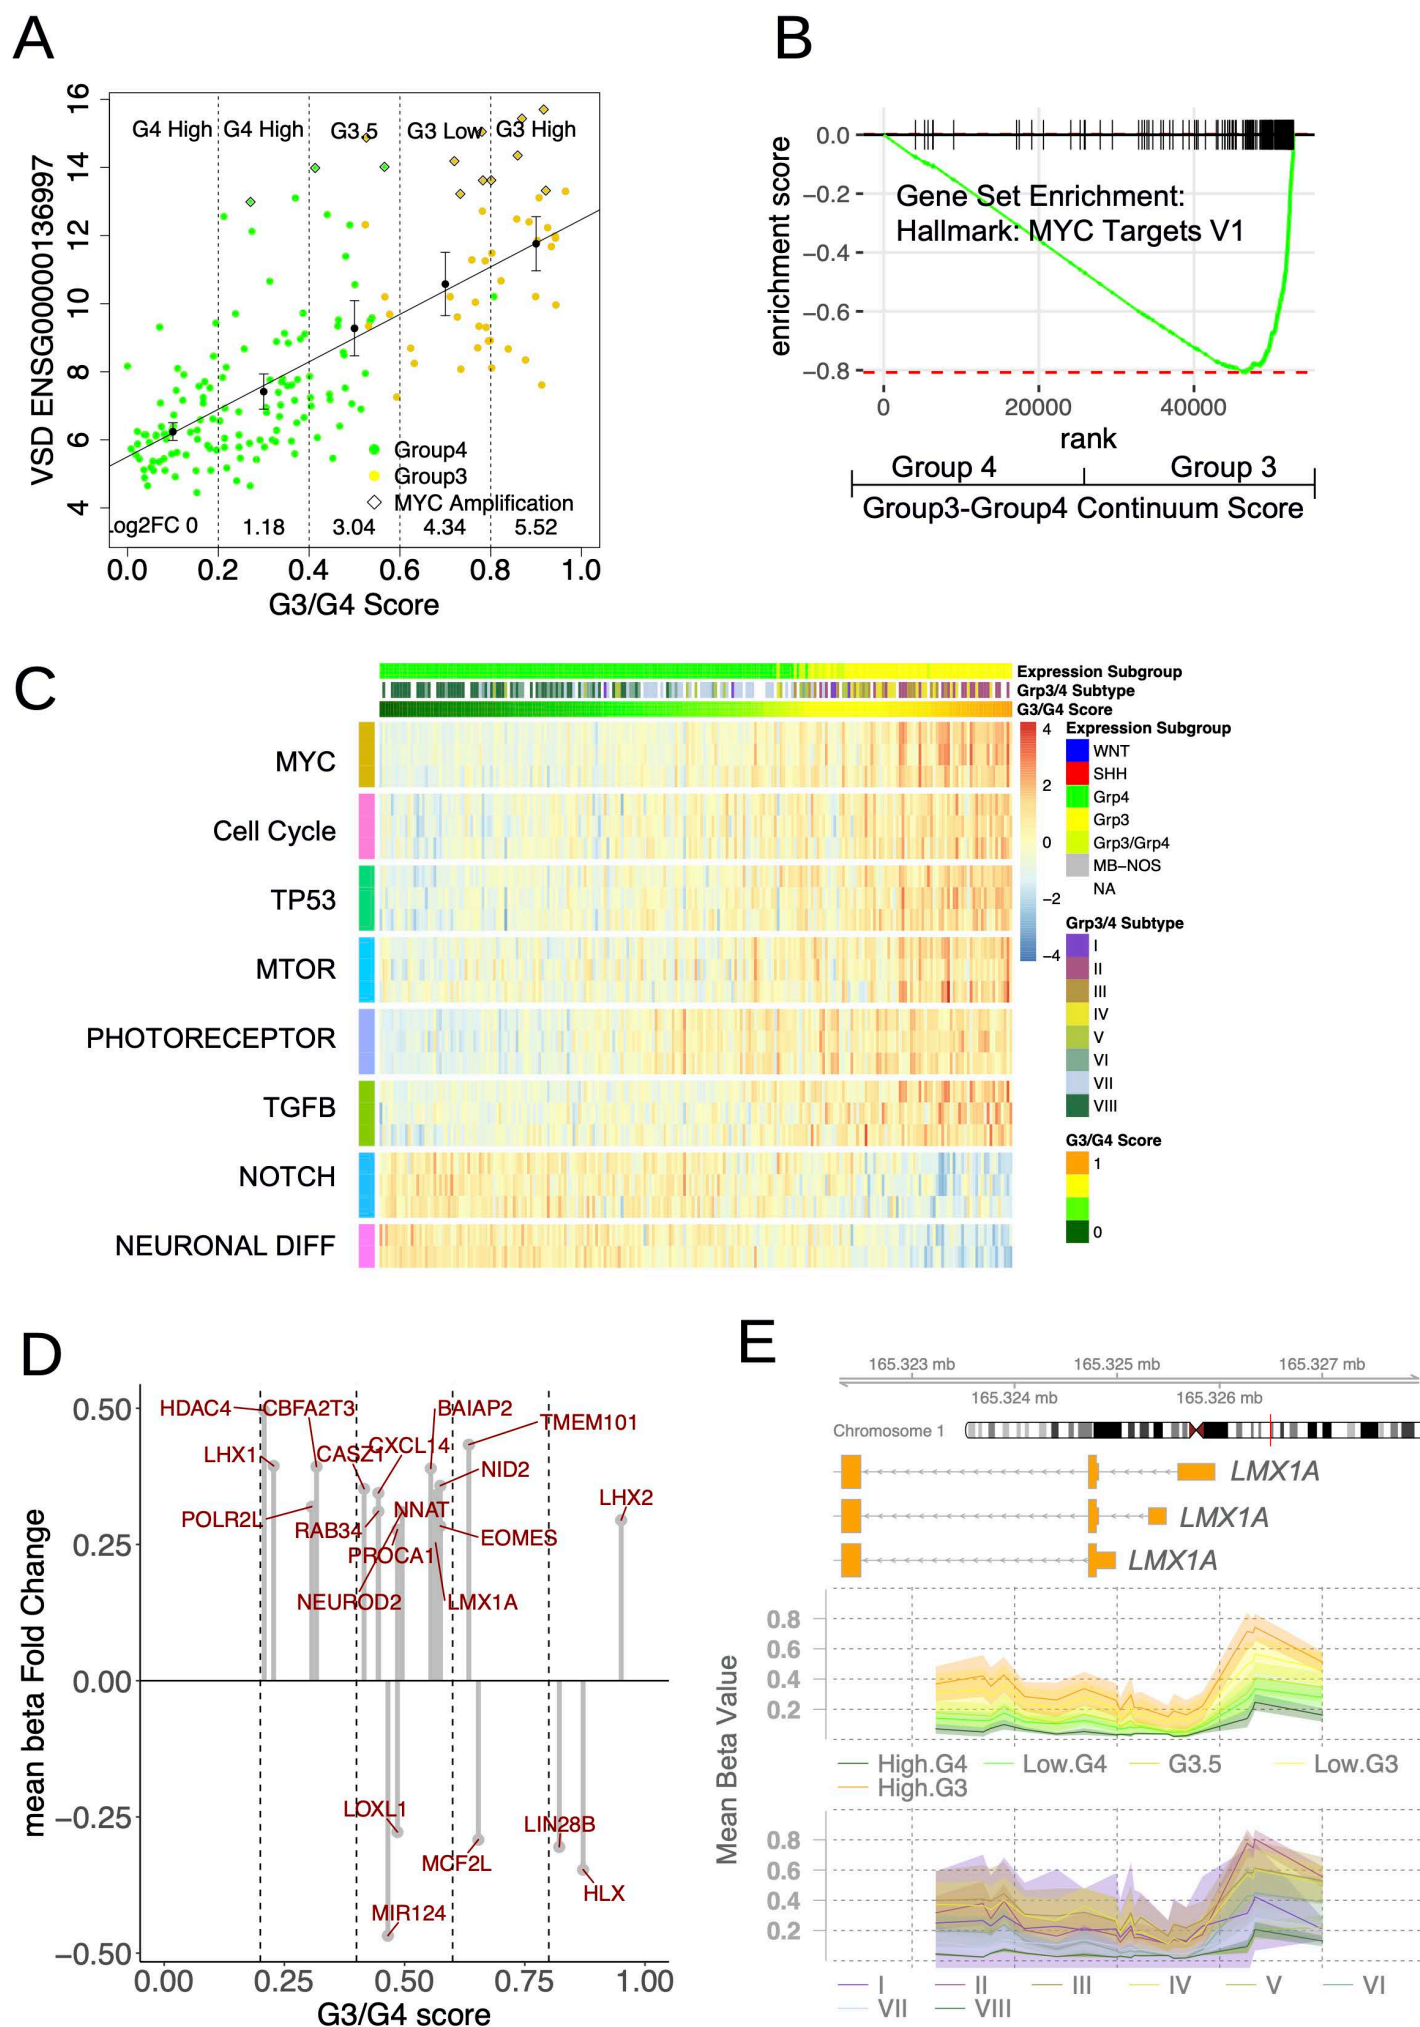 A
VSD ENSG00000136997
16
14
12
10
8
6
4
G4 High
G4 High
G3.5
G3 Low
G3 High
Group4
Group3
MYC Amplification
Log2FC 0
1.18
3.04
4.34
5.52
0.0
0.2
0.4
0.6
0.8
1.0
G3/G4 Score
B
enrichment score
0.0
−0.2
−0.4
−0.6
−0.8
Gene Set Enrichment:
Hallmark: MYC Targets V1
0
20000
40000
rank
Group 4
Group 3
Group3-Group4 Continuum Score
C
Expression Subgroup
Grp3/4 Subtype
G3/G4 Score
MYC
Cell Cycle
TP53
MTOR
PHOTORECEPTOR
TGFB
NOTCH
NEURONAL DIFF
4
2
0
−2
−4
Expression Subgroup
WNT
SHH
Grp4
Grp3
Grp3/Grp4
MB−NOS
NA
Grp3/4 Subtype
I
II
III
IV
V
VI
VII
VIII
G3/G4 Score
1
0
D
mean beta Fold Change
0.50
0.25
0.00
−0.25
−0.50
HDAC4
CBFA2T3
BAIAP2
TMEM101
LHX1
CASZ1
CXCL14
NID2
POLR2L
RAB34
NNAT
LHX2
PROCA1
EOMES
NEUROD2
LMX1A
LOXL1
LIN28B
MCF2L
HLX
MIR124
0.00
0.25
0.50
0.75
1.00
G3/G4 score
E
165.323 mb
165.325 mb
165.327 mb
165.324 mb
165.326 mb
Chromosome 1
LMX1A
LMX1A
LMX1A
Mean Beta Value
0.8
0.6
0.4
0.2
High.G4
Low.G4
G3.5
Low.G3
High.G3
0.8
0.6
0.4
0.2
I
II
III
IV
V
VI
VII
VIII